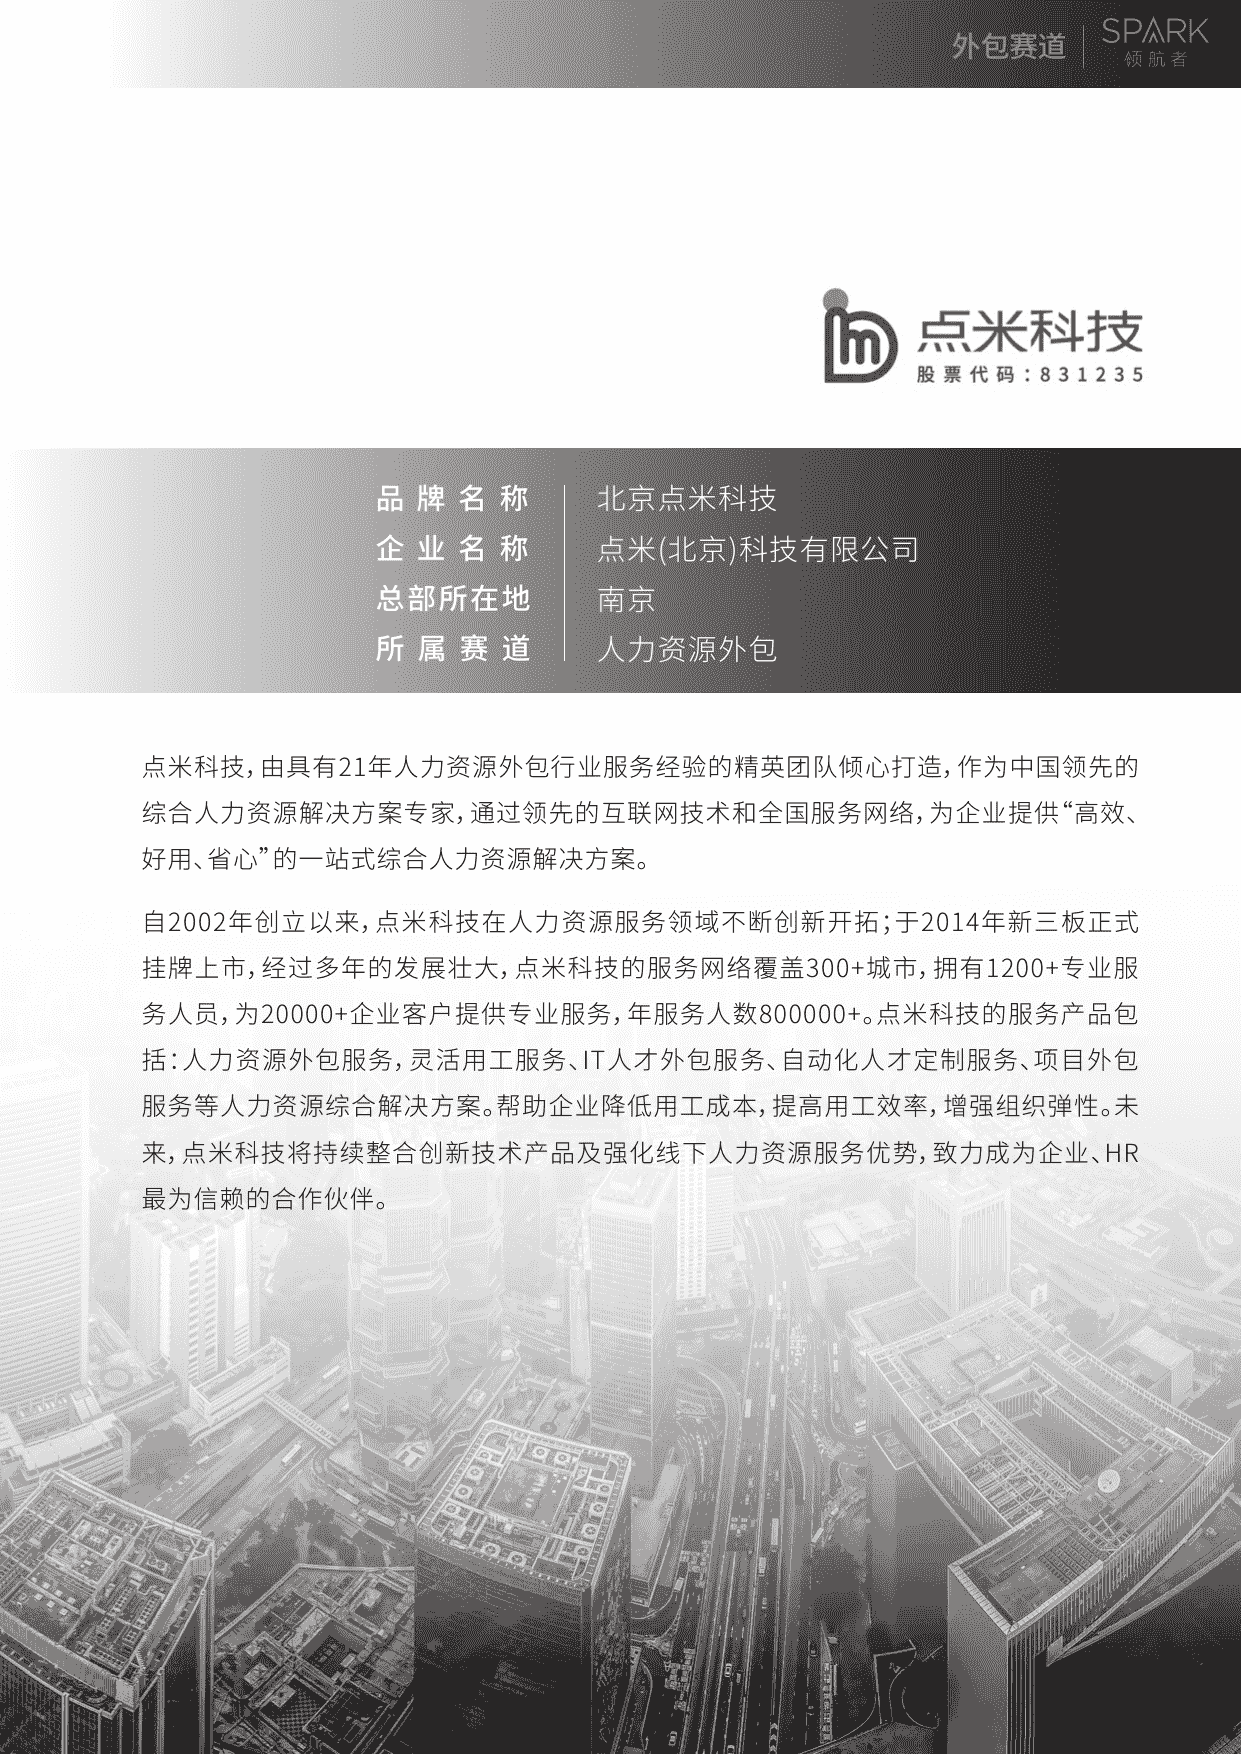 外包赛道
SPARK
领航者
点米科技
股票代码:831235
品牌名称 北京点米科技
企业名称 点米(北京)科技有限公司
总部所在地 南京
所属赛道 人力资源外包
点米科技，由具有21年人力资源外包行业服务经验的精英团队倾心打造，作为中国领先的
综合人力资源解决方案专家，通过领先的互联网技术和全国服务网络，为企业提供“高效、
好用、省心”的一站式综合人力资源解决方案。
自2002年创立以来，点米科技在人力资源服务领域不断创新开拓；于2014年新三板正式
挂牌上市，经过多年的发展壮大，点米科技的服务网络覆盖300+城市，拥有1200+专业服
务人员，为20000+企业客户提供专业服务，年服务人数800000+。点米科技的服务产品包
括：人力资源外包服务，灵活用工服务、IT人才外包服务、自动化人才定制服务、项目外包
服务等人力资源综合解决方案。帮助企业降低用工成本，提高用工效率，增强组织弹性。未
来，点米科技将持续整合创新技术产品及强化线下人力资源服务优势，致力成为企业、HR
最为信赖的合作伙伴。